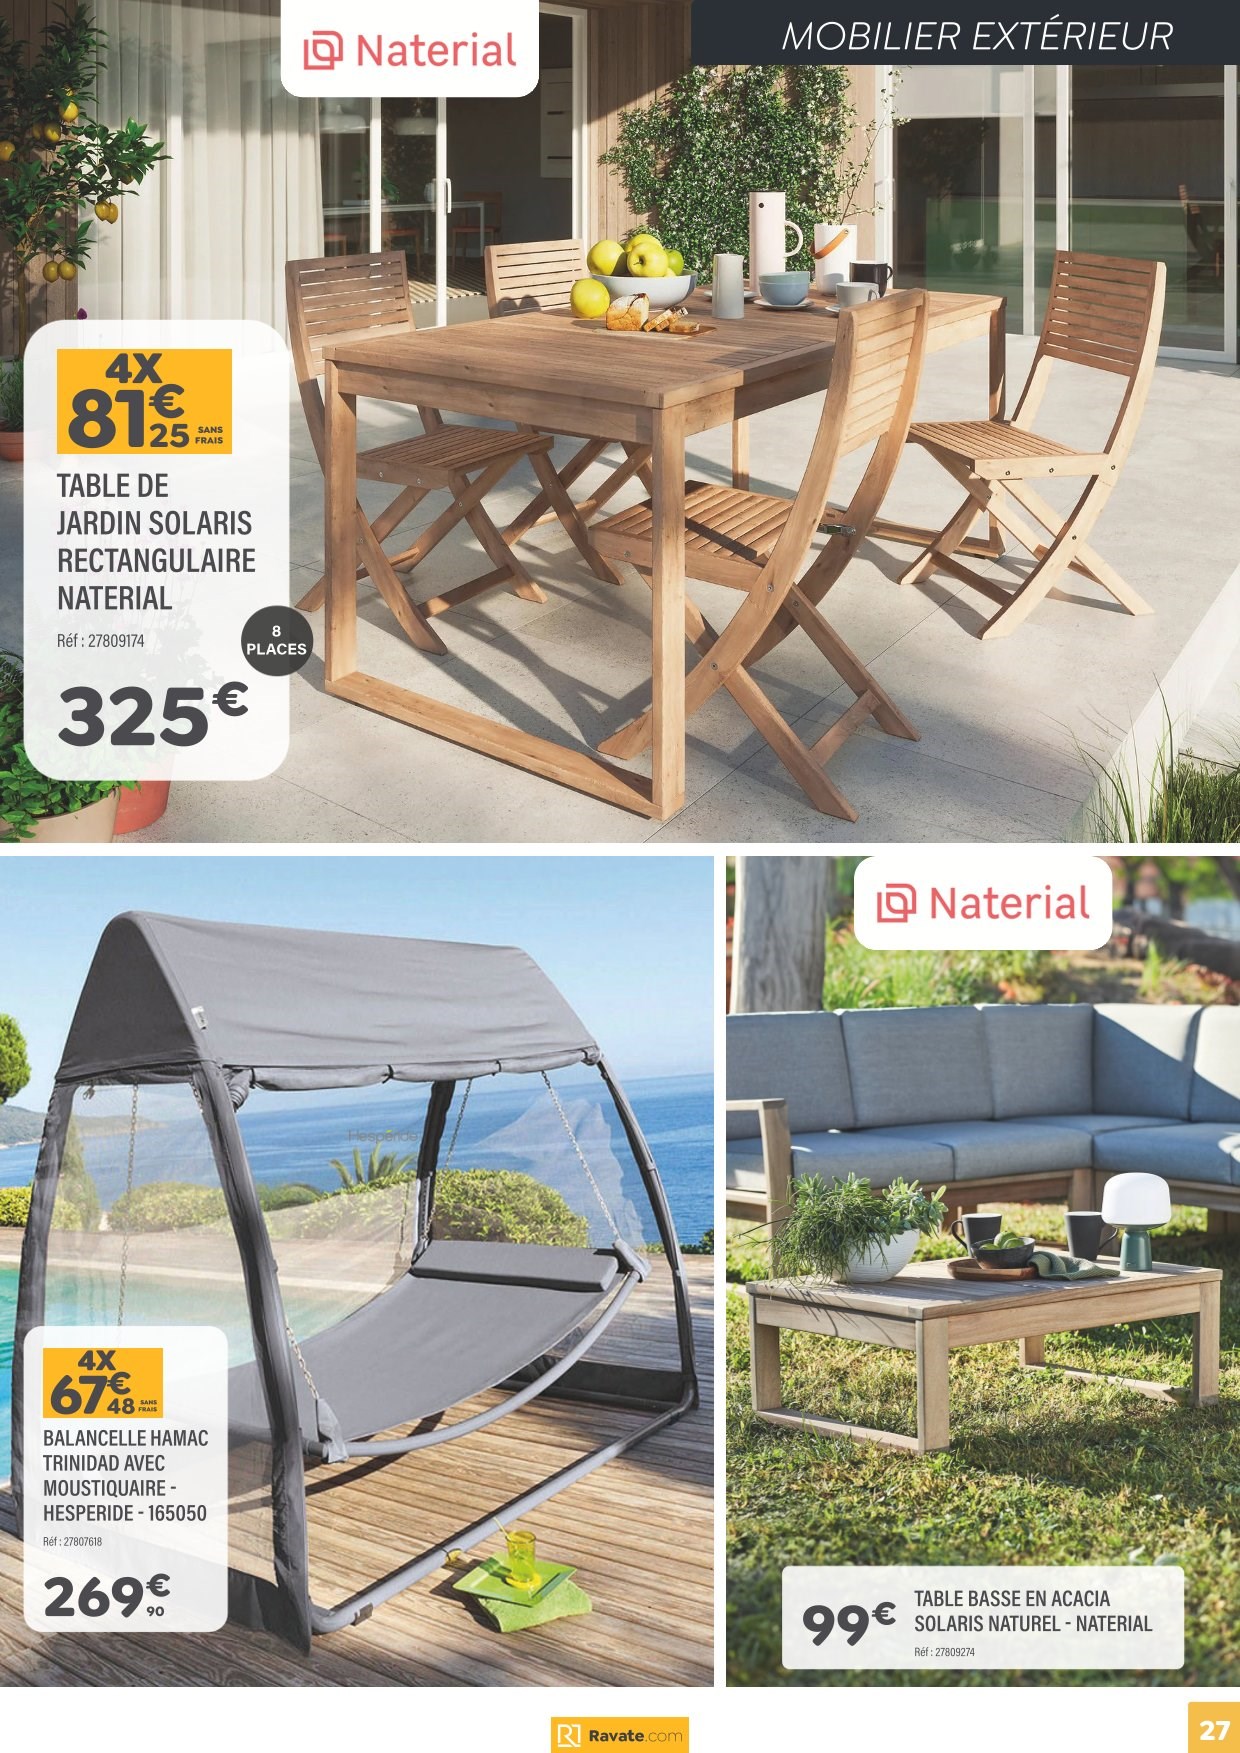 Naterial
MOBILIER EXTÉRIEUR
4X
81€25 SANS FRAIS
TABLE DE
JARDIN SOLARIS
RECTANGULAIRE
NATERIAL
Réf : 27809174
8
PLACES
325€
Naterial
Hespéride
4X
67€48 SANS FRAIS
BALANCELLE HAMAC
TRINIDAD AVEC
MOUSTIQUAIRE -
HESPERIDE - 165050
Réf : 27807618
269€90
99€
TABLE BASSE EN ACACIA
SOLARIS NATUREL - NATERIAL
Réf : 27809274
Ravate.com
27